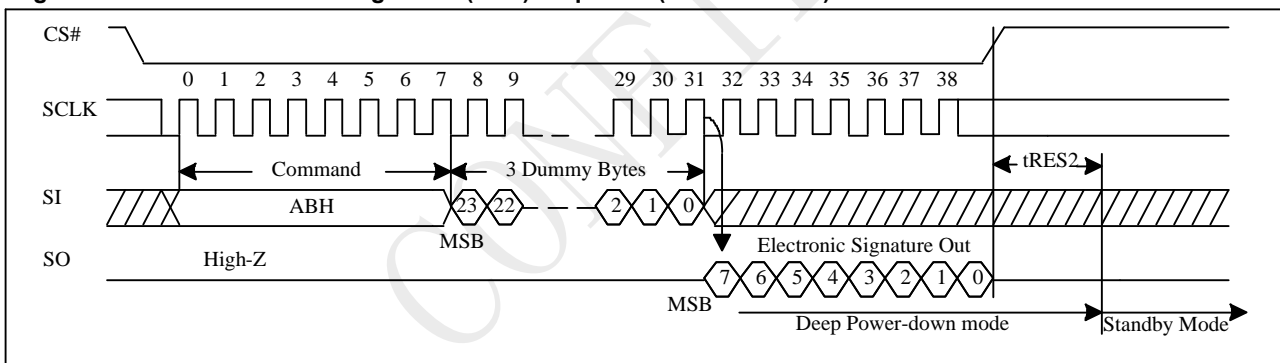 CS#
0 1 2 3 4 5 6 7 8 9 29 30 31 32 33 34 35 36 37 38
SCLK
Command 3 Dummy Bytes tRES2
SI ABH 23 22 2 1 0
MSB Electronic Signature Out
SO High-Z
7 6 5 4 3 2 1 0
MSB
Deep Power-down mode Standby Mode